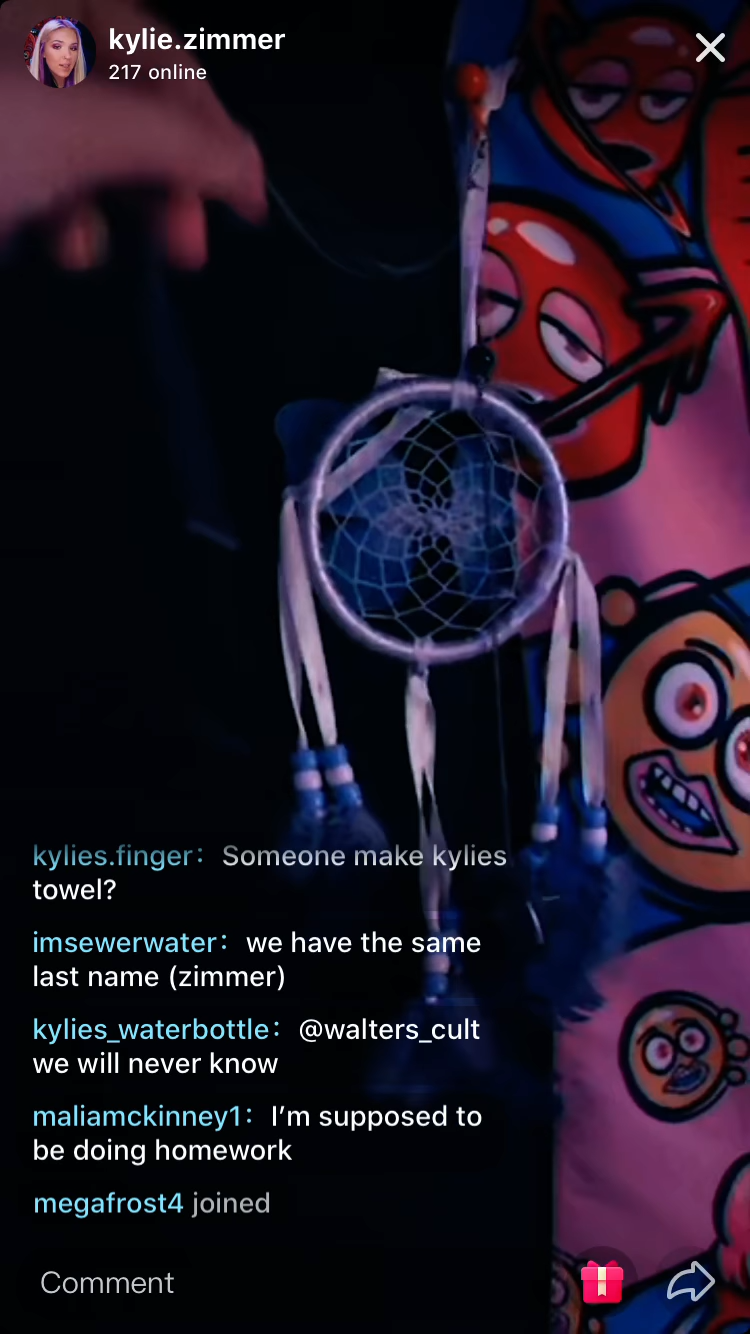 kylie.zimmer
217 online
kylies.finger: Someone make kylies
towel?
imsewerwater: we have the same
last name (zimmer)
kylies_waterbottle: @walters_cult
we will never know
maliamckinney1: I’m supposed to
be doing homework
megafrost4 joined
Comment